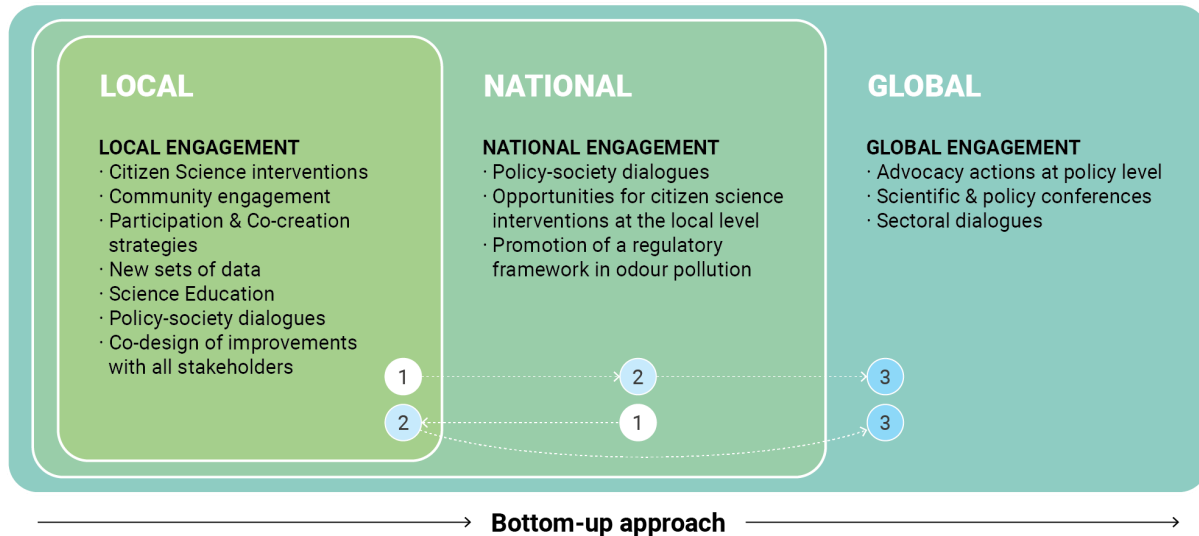 LOCAL
LOCAL ENGAGEMENT
· Citizen Science interventions
· Community engagement
· Participation & Co-creation
strategies
· New sets of data
· Science Education
· Policy-society dialogues
· Co-design of improvements
with all stakeholders
NATIONAL
NATIONAL ENGAGEMENT
· Policy-society dialogues
· Opportunities for citizen science
interventions at the local level
· Promotion of a regulatory
framework in odour pollution
GLOBAL
GLOBAL ENGAGEMENT
· Advocacy actions at policy level
· Scientific & policy conferences
· Sectoral dialogues
1 2 3
2 1 3
Bottom-up approach